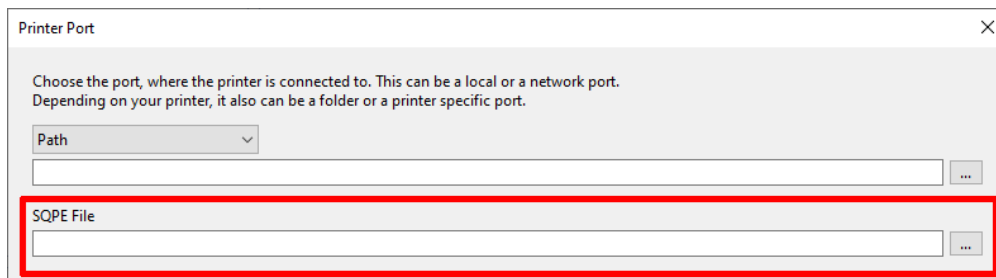 Printer Port
Choose the port, where the printer is connected to. This can be a local or a network port.
Depending on your printer, it also can be a folder or a printer specific port.
Path
...
SQPE File
...